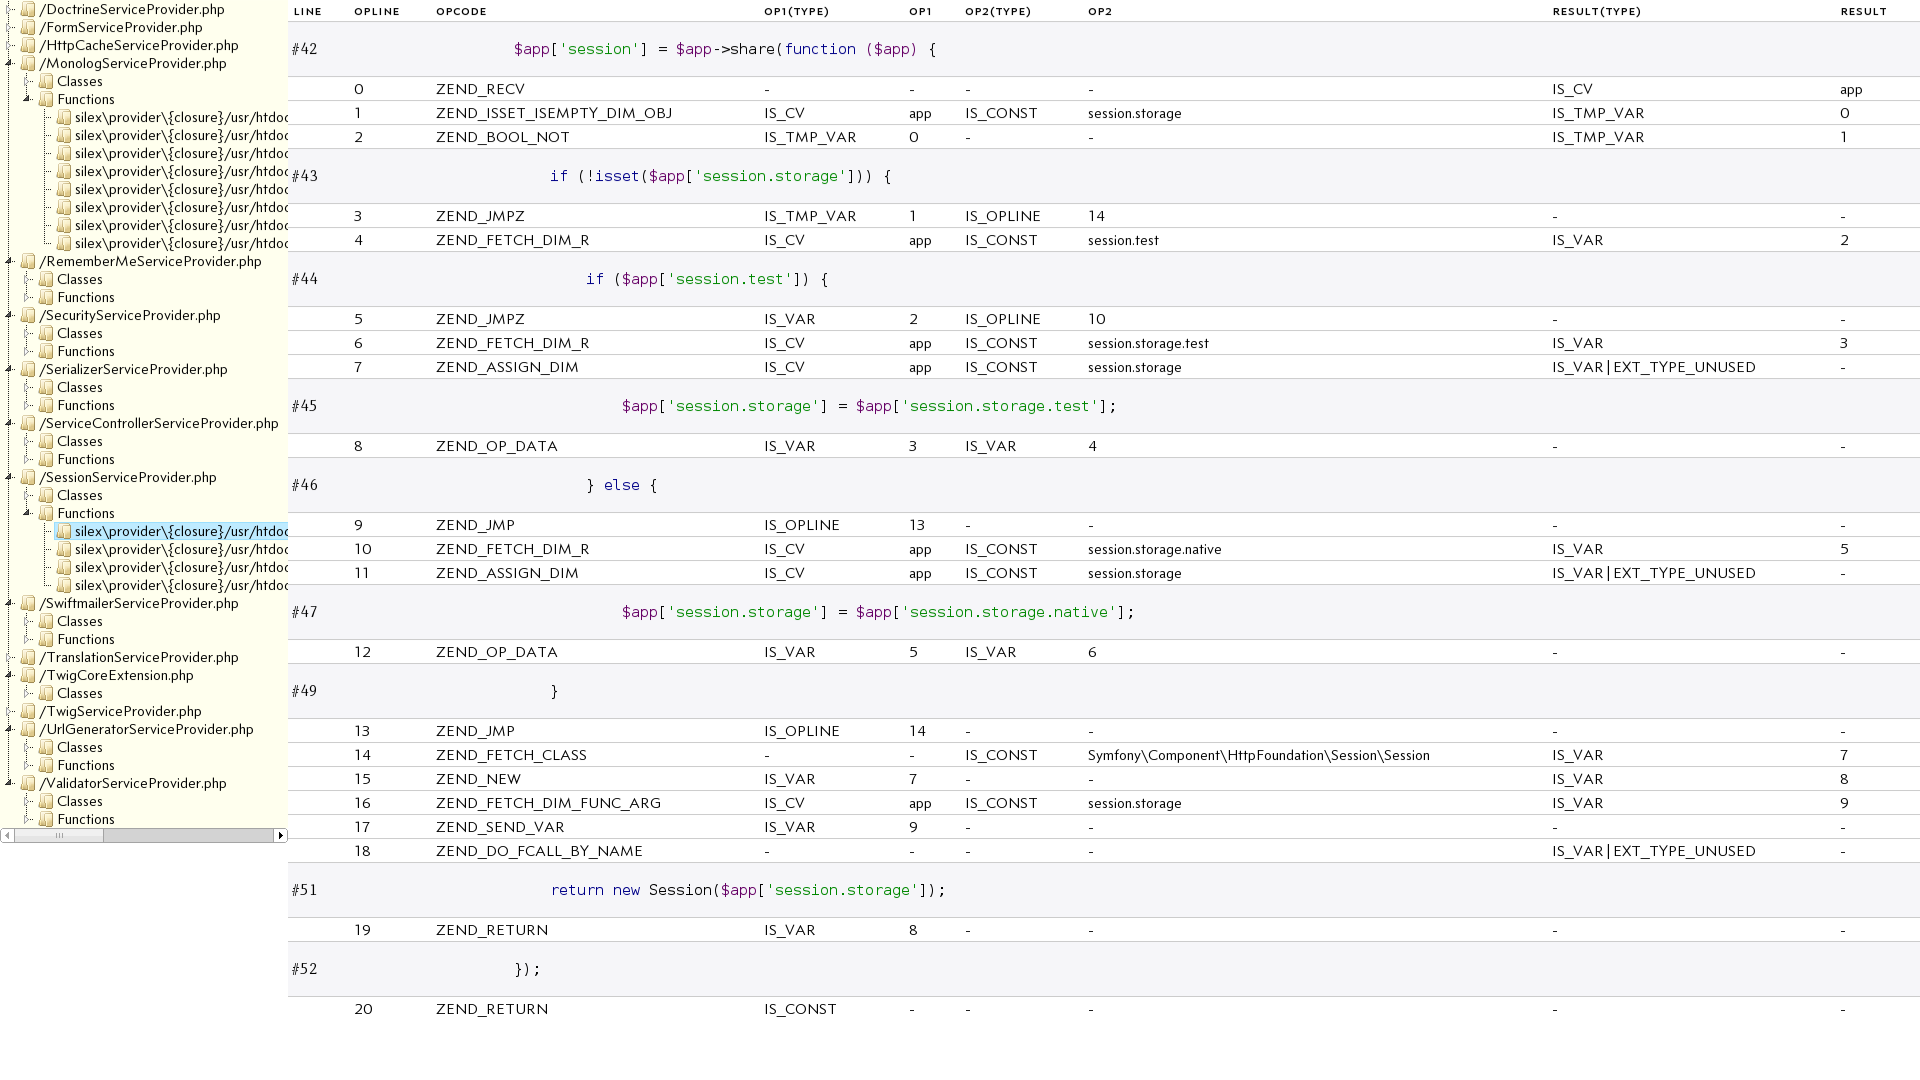 /DoctrineServiceProvider.php
/FormServiceProvider.php
/HttpCacheServiceProvider.php
/MonologServiceProvider.php
Classes
Functions
silex\provider\{closure}/usr/htdoc
silex\provider\{closure}/usr/htdoc
silex\provider\{closure}/usr/htdoc
silex\provider\{closure}/usr/htdoc
silex\provider\{closure}/usr/htdoc
silex\provider\{closure}/usr/htdoc
silex\provider\{closure}/usr/htdoc
silex\provider\{closure}/usr/htdoc
/RememberMeServiceProvider.php
Classes
Functions
/SecurityServiceProvider.php
Classes
Functions
/SerializerServiceProvider.php
Classes
Functions
/ServiceControllerServiceProvider.php
Classes
Functions
/SessionServiceProvider.php
Classes
Functions
silex\provider\{closure}/usr/htdoc
silex\provider\{closure}/usr/htdoc
silex\provider\{closure}/usr/htdoc
silex\provider\{closure}/usr/htdoc
/SwiftmailerServiceProvider.php
Classes
Functions
/TranslationServiceProvider.php
/TwigCoreExtension.php
Classes
/TwigServiceProvider.php
/UrlGeneratorServiceProvider.php
Classes
Functions
/ValidatorServiceProvider.php
Classes
Functions
LINE OPLINE OPCODE OP1(TYPE) OP1 OP2(TYPE) OP2 RESULT(TYPE) RESULT
#42 $app['session'] = $app->share(function ($app) {
0 ZEND_RECV - - - - IS_CV app
1 ZEND_ISSET_ISEMPTY_DIM_OBJ IS_CV app IS_CONST session.storage IS_TMP_VAR 0
2 ZEND_BOOL_NOT IS_TMP_VAR 0 - - IS_TMP_VAR 1
#43 if (!isset($app['session.storage'])) {
3 ZEND_JMPZ IS_TMP_VAR 1 IS_OPLINE 14 - -
4 ZEND_FETCH_DIM_R IS_CV app IS_CONST session.test IS_VAR 2
#44 if ($app['session.test']) {
5 ZEND_JMPZ IS_VAR 2 IS_OPLINE 10 - -
6 ZEND_FETCH_DIM_R IS_CV app IS_CONST session.storage.test IS_VAR 3
7 ZEND_ASSIGN_DIM IS_CV app IS_CONST session.storage IS_VAR|EXT_TYPE_UNUSED -
#45 $app['session.storage'] = $app['session.storage.test'];
8 ZEND_OP_DATA IS_VAR 3 IS_VAR 4 - -
#46 } else {
9 ZEND_JMP IS_OPLINE 13 - - - -
10 ZEND_FETCH_DIM_R IS_CV app IS_CONST session.storage.native IS_VAR 5
11 ZEND_ASSIGN_DIM IS_CV app IS_CONST session.storage IS_VAR|EXT_TYPE_UNUSED -
#47 $app['session.storage'] = $app['session.storage.native'];
12 ZEND_OP_DATA IS_VAR 5 IS_VAR 6 - -
#49 }
13 ZEND_JMP IS_OPLINE 14 - - - -
14 ZEND_FETCH_CLASS - - IS_CONST Symfony\Component\HttpFoundation\Session\Session IS_VAR 7
15 ZEND_NEW IS_VAR 7 - - IS_VAR 8
16 ZEND_FETCH_DIM_FUNC_ARG IS_CV app IS_CONST session.storage IS_VAR 9
17 ZEND_SEND_VAR IS_VAR 9 - - - -
18 ZEND_DO_FCALL_BY_NAME - - - - IS_VAR|EXT_TYPE_UNUSED -
#51 return new Session($app['session.storage']);
19 ZEND_RETURN IS_VAR 8 - - - -
#52 });
20 ZEND_RETURN IS_CONST - - - - -